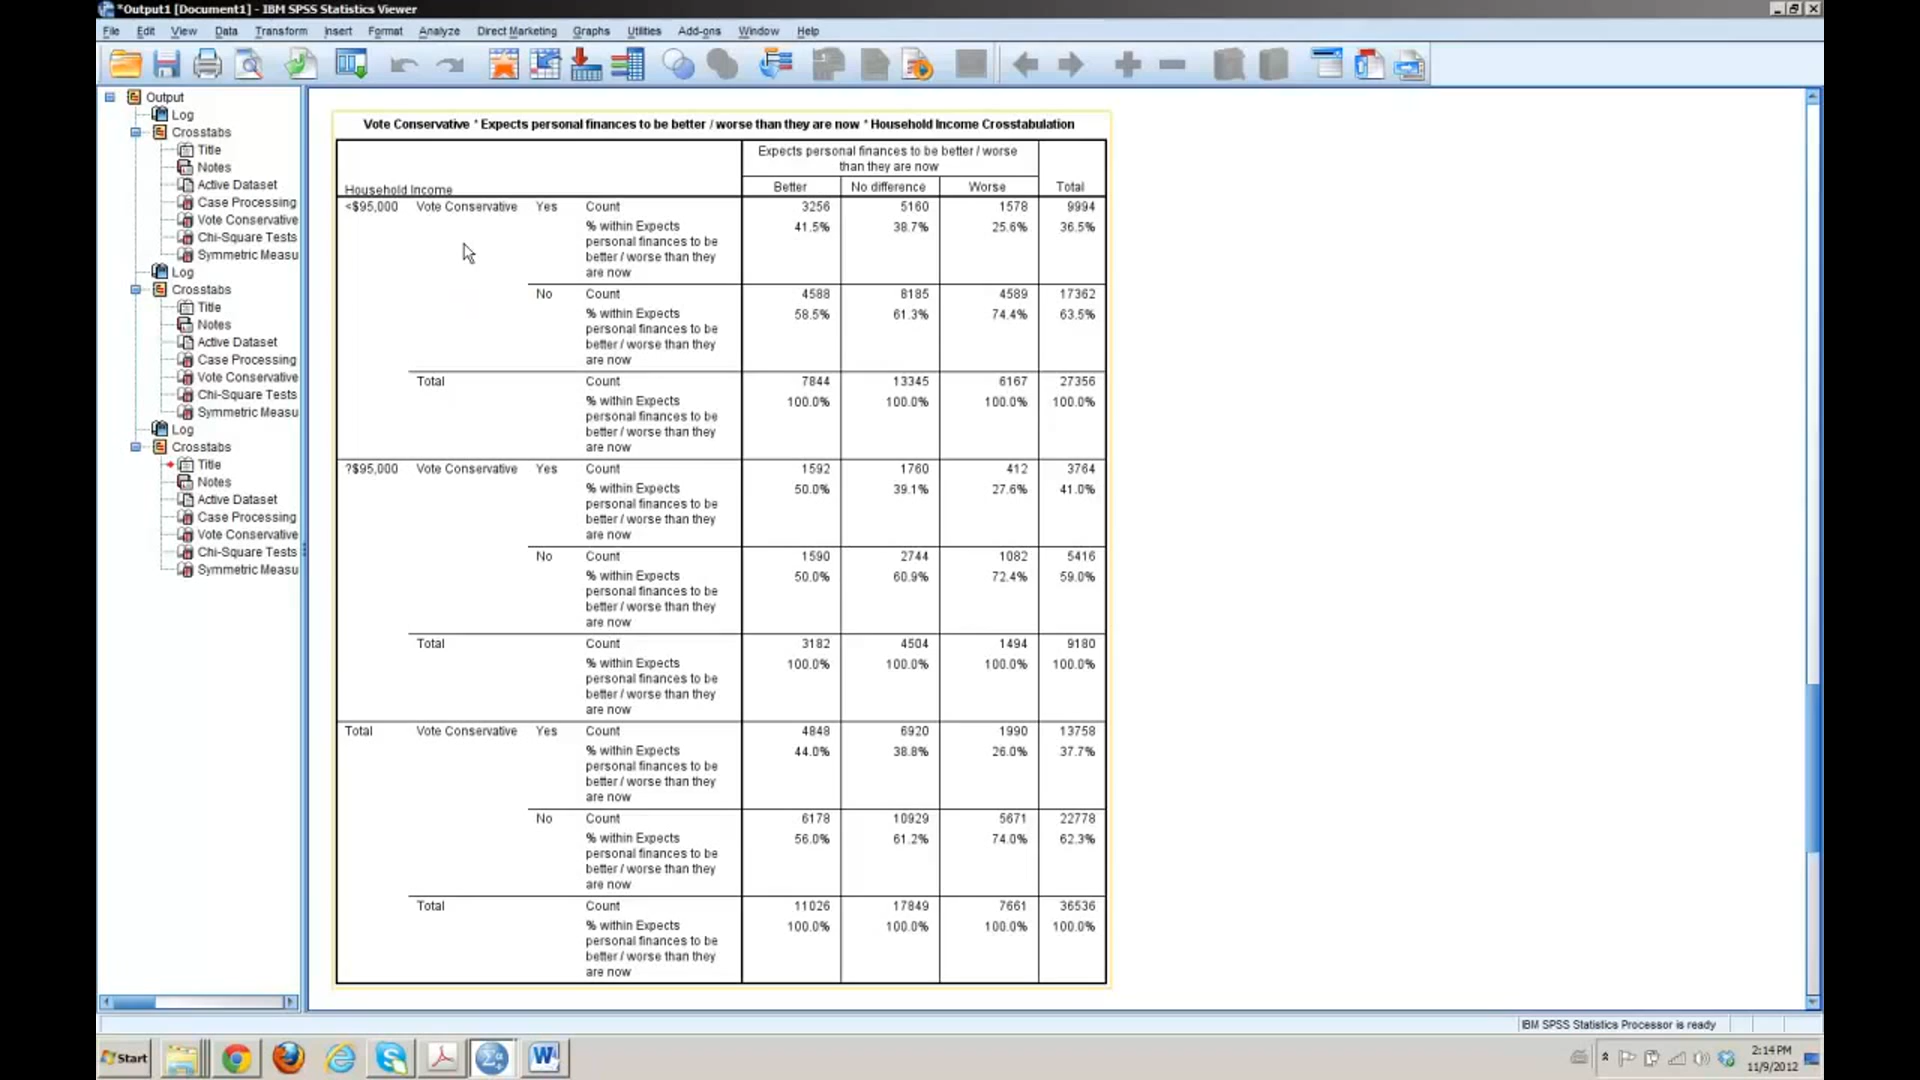 *Output1 [Document1] - IBM SPSS Statistics Viewer
File Edit View Data Transform Insert Format Analyze Direct Marketing Graphs Utilities Add-ons Window Help
Output
Log
Crosstabs
Title
Notes
Active Dataset
Case Processing
Vote Conservative
Chi-Square Tests
Symmetric Measu
Log
Crosstabs
Title
Notes
Active Dataset
Case Processing
Vote Conservative
Chi-Square Tests
Symmetric Measu
Log
Crosstabs
Title
Notes
Active Dataset
Case Processing
Vote Conservative
Chi-Square Tests
Symmetric Measu
Vote Conservative * Expects personal finances to be better / worse than they are now * Household Income Crosstabulation
Expects personal finances to be better / worse
than they are now
Household Income Better No difference Worse Total
<$95,000 Vote Conservative Yes Count 3256 5160 1578 9994
% within Expects 41.5% 38.7% 25.6% 36.5%
personal finances to be
better / worse than they
are now
No Count 4588 8185 4589 17362
% within Expects 58.5% 61.3% 74.4% 63.5%
personal finances to be
better / worse than they
are now
Total Count 7844 13345 6167 27356
% within Expects 100.0% 100.0% 100.0% 100.0%
personal finances to be
better / worse than they
are now
?$95,000 Vote Conservative Yes Count 1592 1760 412 3764
% within Expects 50.0% 39.1% 27.6% 41.0%
personal finances to be
better / worse than they
are now
No Count 1590 2744 1082 5416
% within Expects 50.0% 60.9% 72.4% 59.0%
personal finances to be
better / worse than they
are now
Total Count 3182 4504 1494 9180
% within Expects 100.0% 100.0% 100.0% 100.0%
personal finances to be
better / worse than they
are now
Total Vote Conservative Yes Count 4848 6920 1990 13758
% within Expects 44.0% 38.8% 26.0% 37.7%
personal finances to be
better / worse than they
are now
No Count 6178 10929 5671 22778
% within Expects 56.0% 61.2% 74.0% 62.3%
personal finances to be
better / worse than they
are now
Total Count 11026 17849 7661 36536
% within Expects 100.0% 100.0% 100.0% 100.0%
personal finances to be
better / worse than they
are now
IBM SPSS Statistics Processor is ready
Start
2:14 PM
11/9/2012